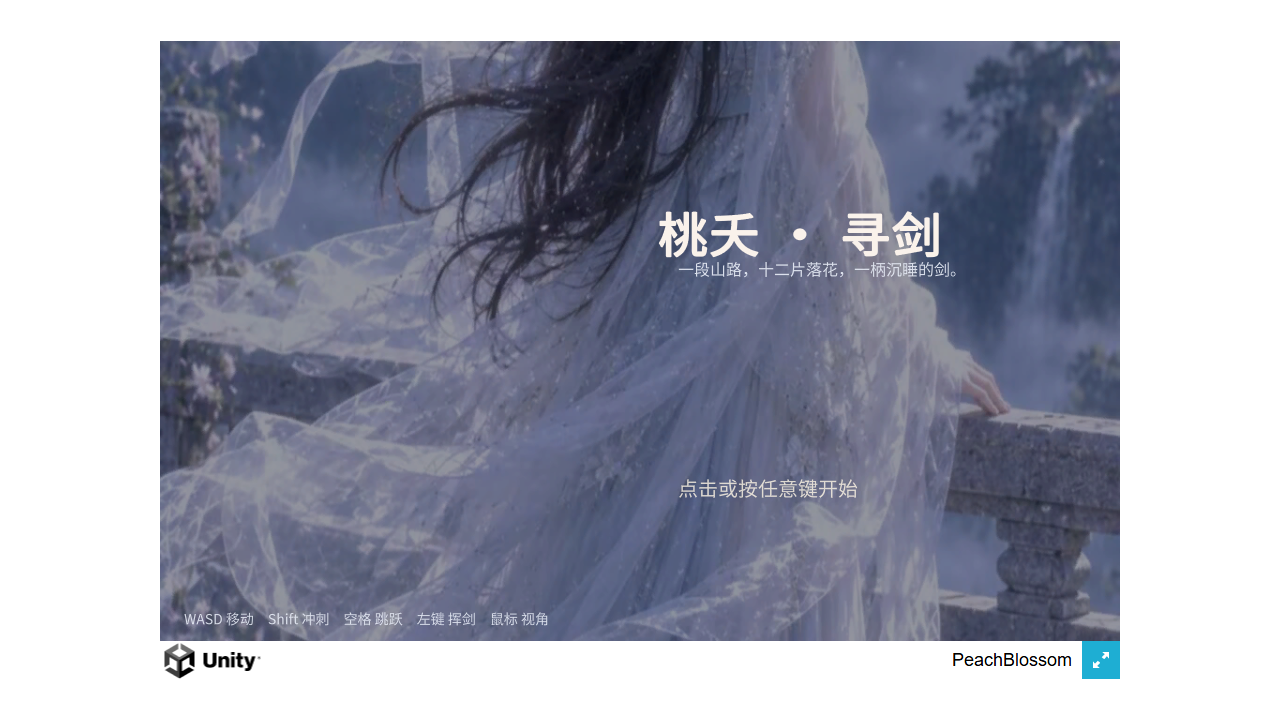 桃夭 · 寻剑
一段山路，十二片落花，一柄沉睡的剑。
点击或按任意键开始
WASD 移动 Shift 冲刺 空格 跳跃 左键 挥剑 鼠标 视角
Unity
PeachBlossom